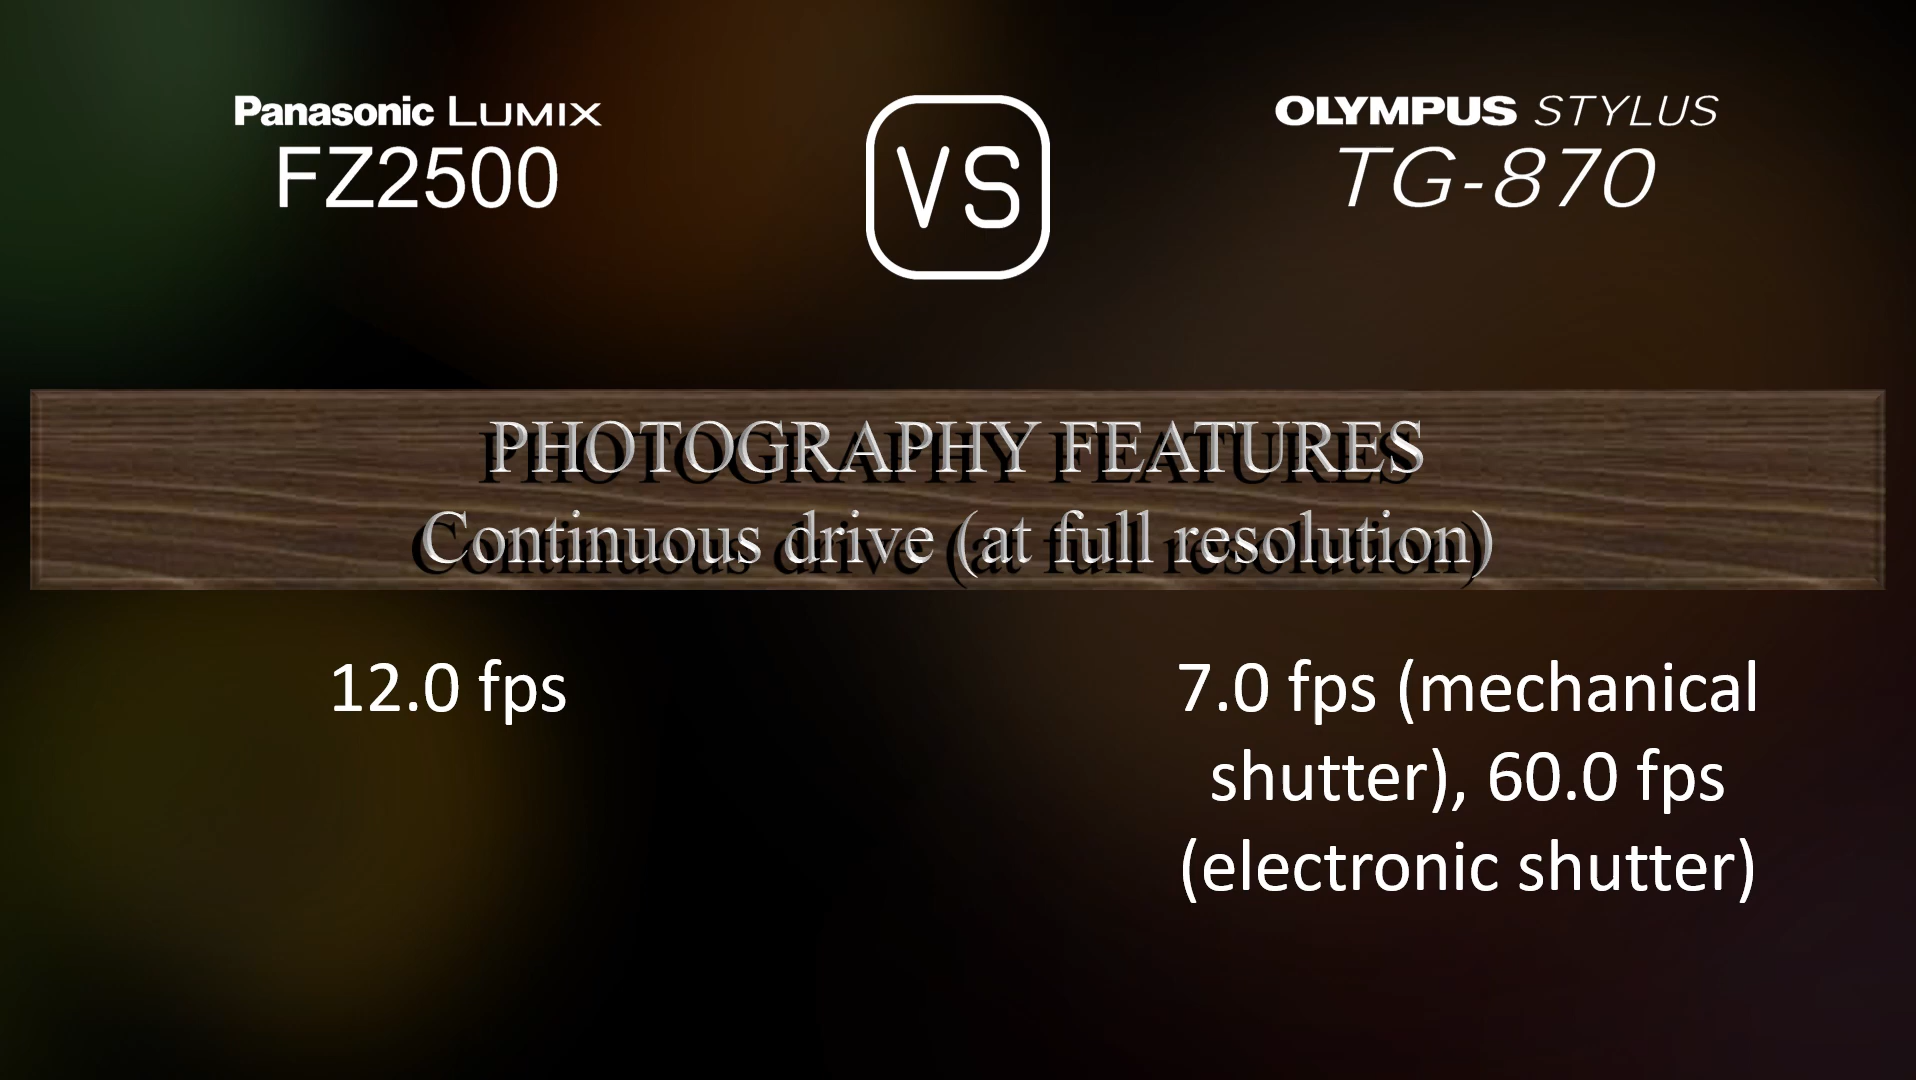 Panasonic LUMIX
FZ2500
VS
OLYMPUS STYLUS
TG-870
PHOTOGRAPHY FEATURES
Continuous drive (at full resolution)
12.0 fps
7.0 fps (mechanical
shutter), 60.0 fps
(electronic shutter)